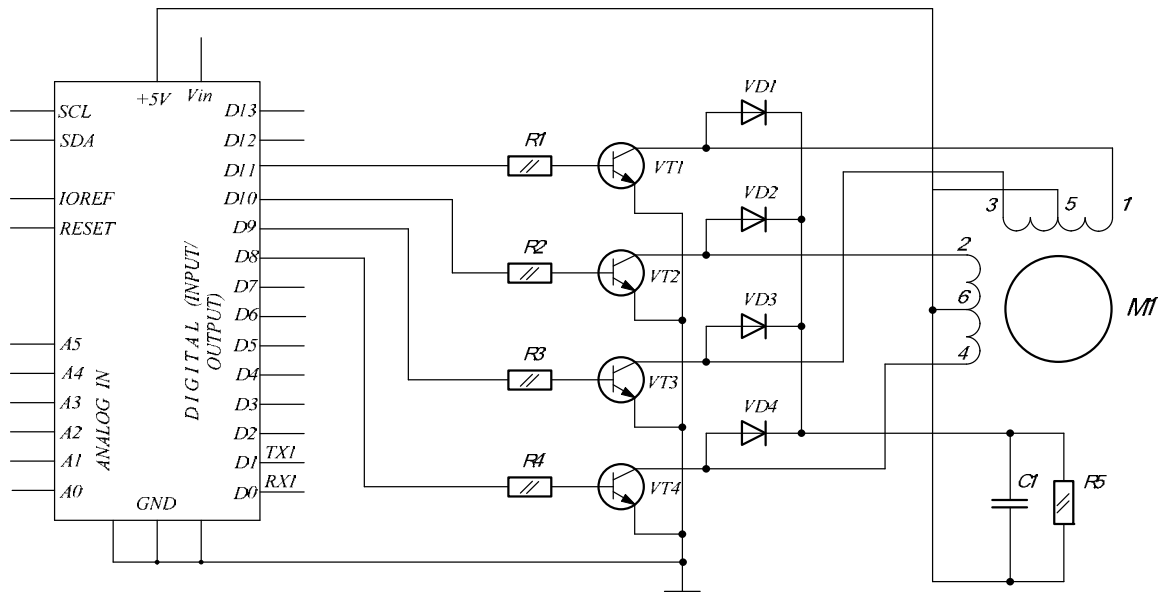 +5V
Vin
SCL
SDA
IOREF
RESET
A5
A4
A3
A2
A1
A0
ANALOG IN
GND
DIGITAL (INPUT/
OUTPUT)
D13
D12
D11
D10
D9
D8
D7
D6
D5
D4
D3
D2
D1
TX1
D0
RX1
R1
R2
R3
R4
VT1
VT2
VT3
VT4
VD1
VD2
VD3
VD4
3
5
1
2
6
4
M1
C1
R5